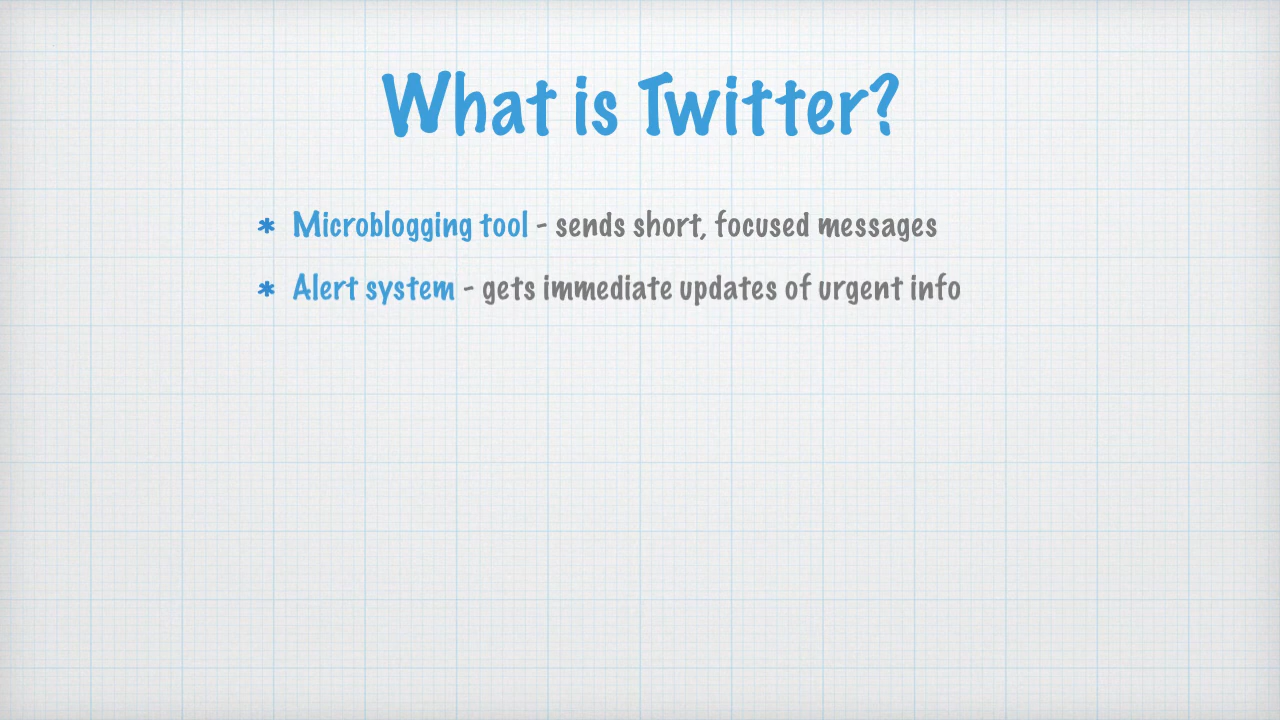 What is Twitter?
* Microblogging tool - sends short, focused messages
* Alert system - gets immediate updates of urgent info